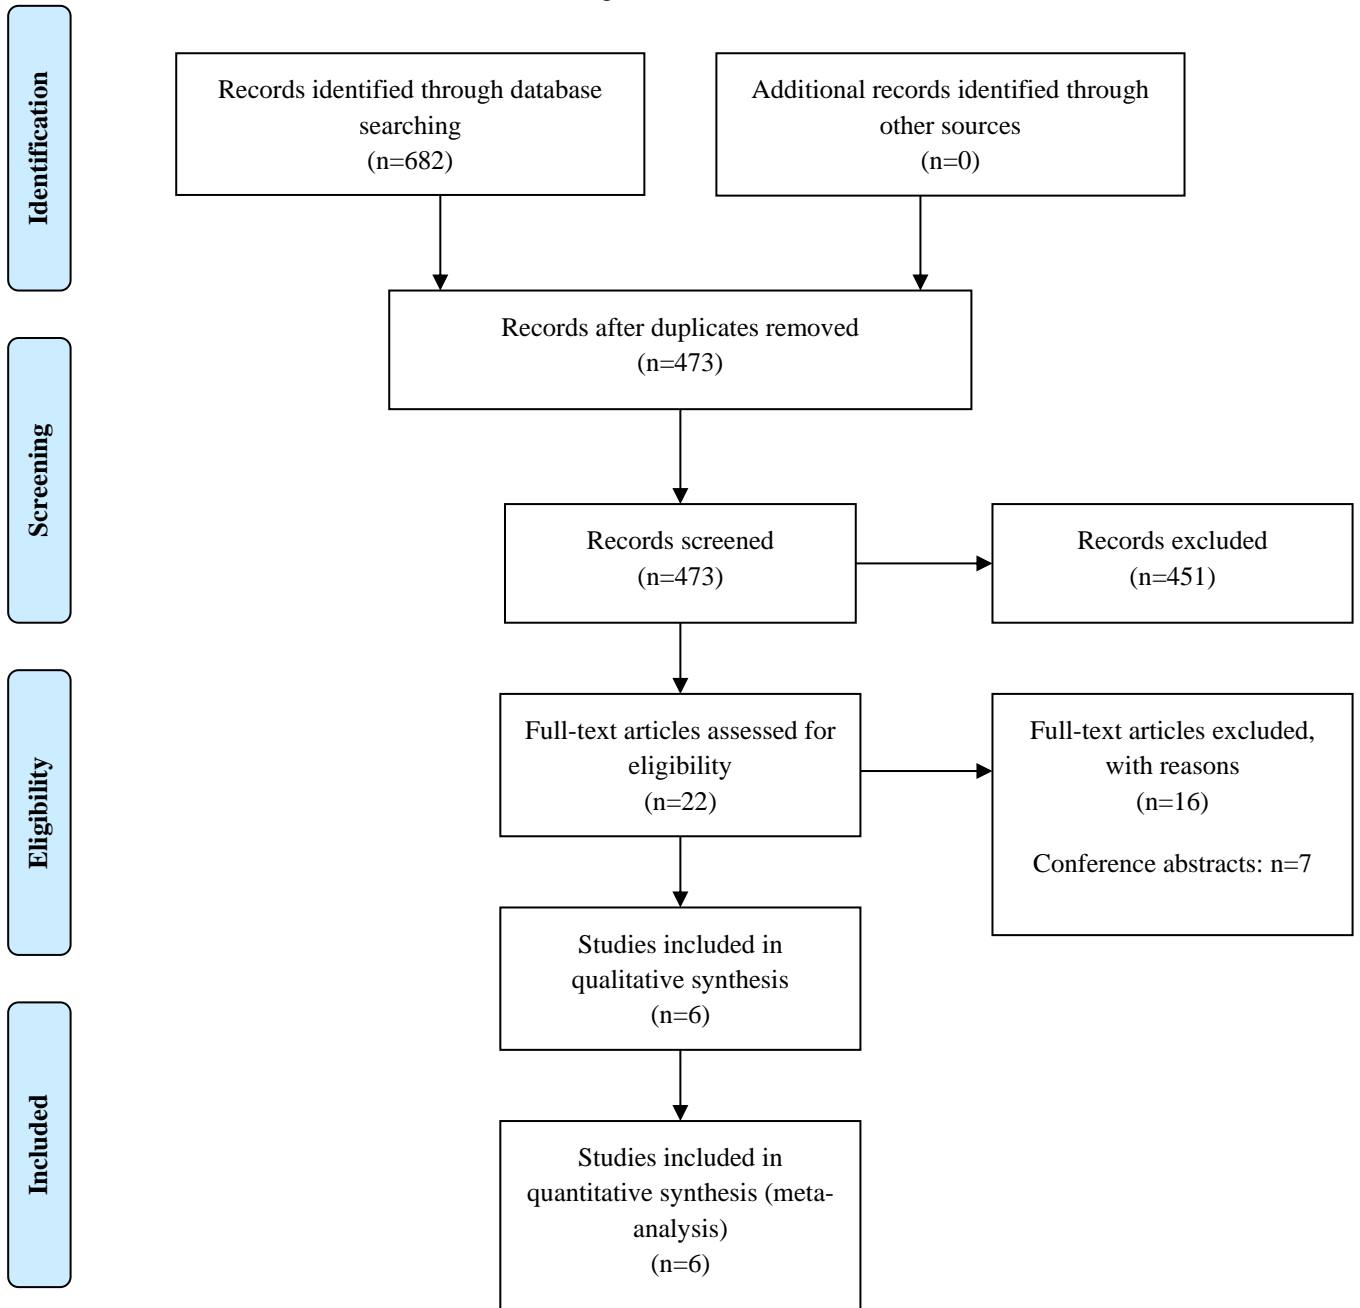 Identification
Records identified through database
searching
(n=682)
Additional records identified through
other sources
(n=0)
Records after duplicates removed
(n=473)
Screening
Records screened
(n=473)
Records excluded
(n=451)
Eligibility
Full-text articles assessed for
eligibility
(n=22)
Full-text articles excluded,
with reasons
(n=16)
Conference abstracts: n=7
Studies included in
qualitative synthesis
(n=6)
Included
Studies included in
quantitative synthesis (meta-
analysis)
(n=6)